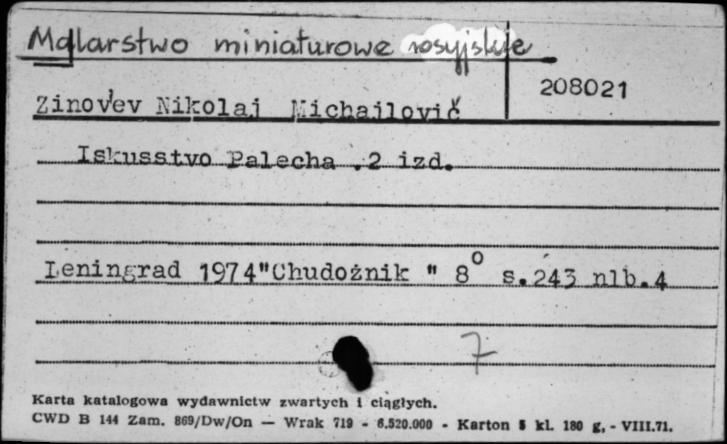 Malarstwo miniaturowe rosyjskie
208021
Zinov'ev Nikolaj Michajlovič
Iskusstvo Palecha .2 izd.
Leningrad 1974"Chudožnik " 8° s.243 nlb.4
7
Karta katalogowa wydawnictw zwartych i ciągłych.
CWD B 144 Zam. 869/Dw/On — Wrak 719 - 6.520.000 - Karton 5 kl. 180 g, - VIII.71.